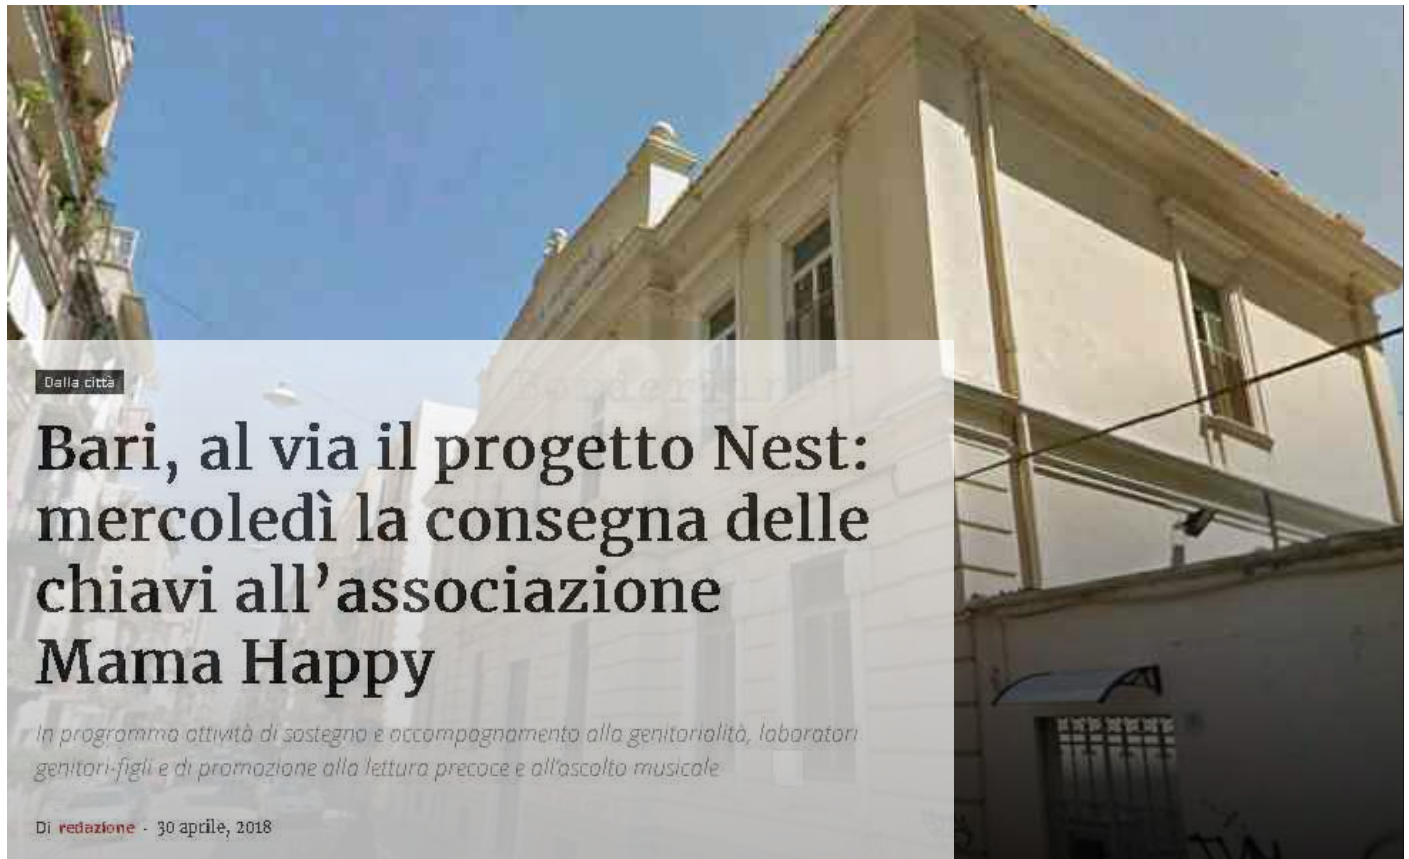 Dalla città
Bari, al via il progetto Nest:
mercoledì la consegna delle
chiavi all’associazione
Mama Happy
In programma attività di sostegno e accompagnamento alla genitorialità, laboratori
genitori-figli e di promozione alla lettura precoce e all'ascolto musicale
Di redazione - 30 aprile, 2018